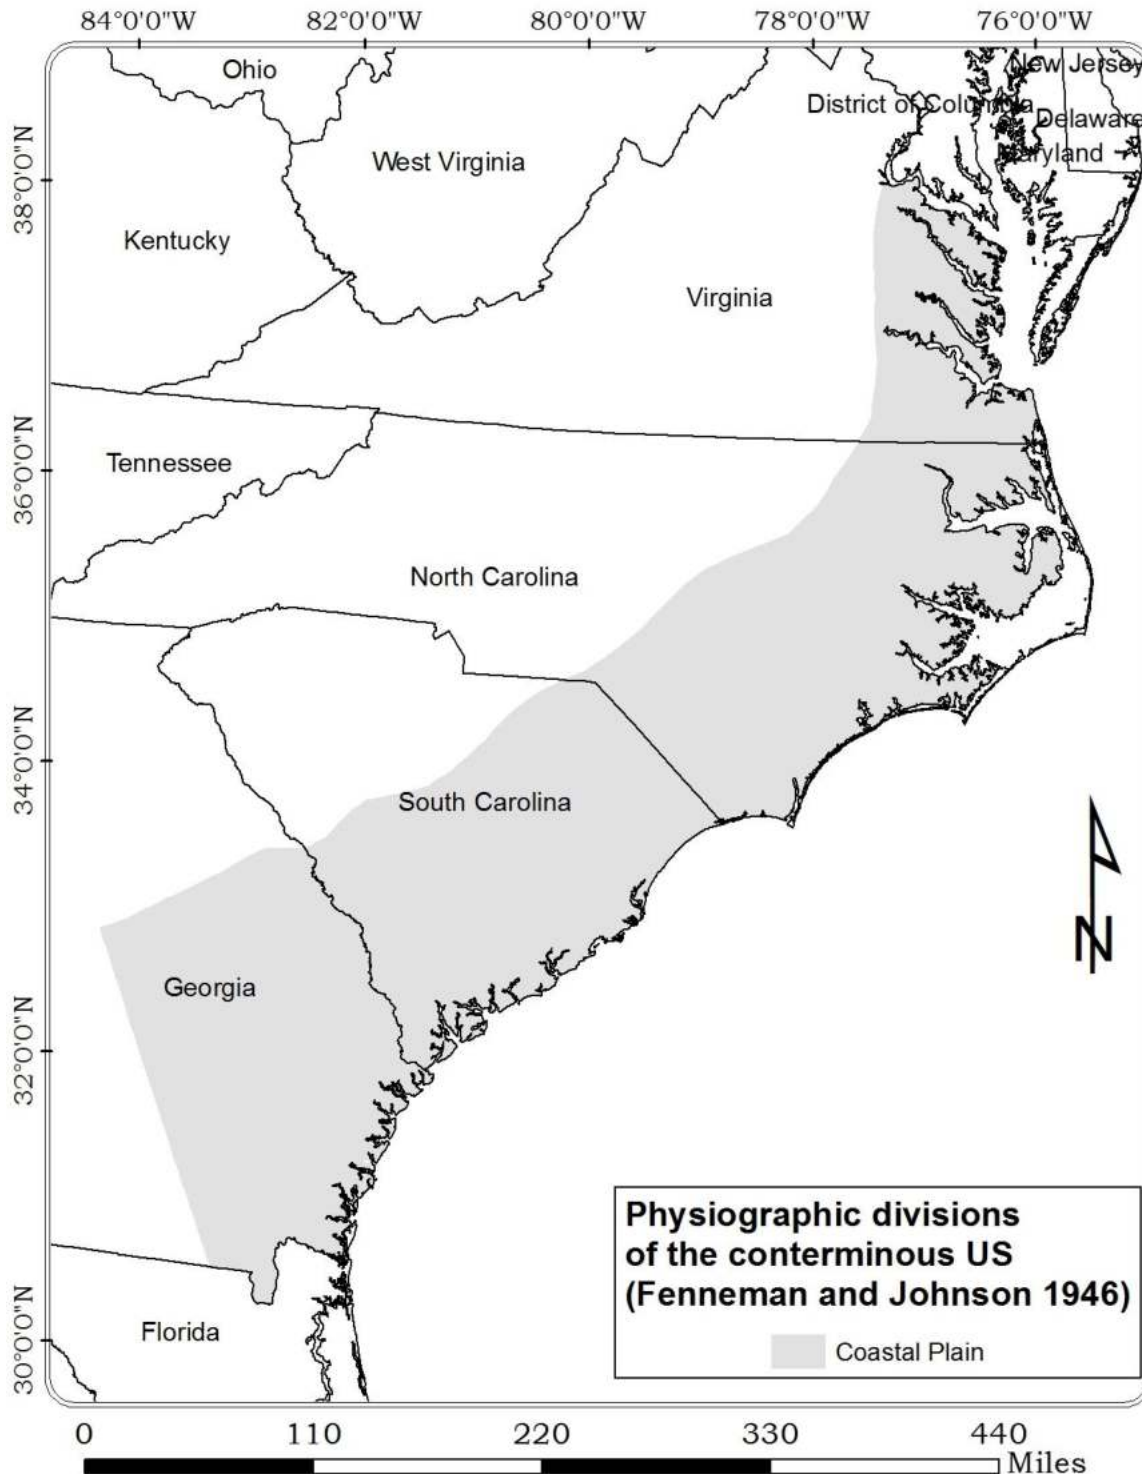 84°0'0"W
82°0'0"W
80°0'0"W
78°0'0"W
76°0'0"W
Ohio
New Jersey
District of Columbia
Delaware
West Virginia
Maryland
38°0'0"N
Kentucky
Virginia
36°0'0"N
Tennessee
North Carolina
34°0'0"N
South Carolina
Georgia
N
32°0'0"N
Physiographic divisions
of the conterminous US
(Fenneman and Johnson 1946)
Coastal Plain
30°0'0"N
Florida
0
110
220
330
440
Miles